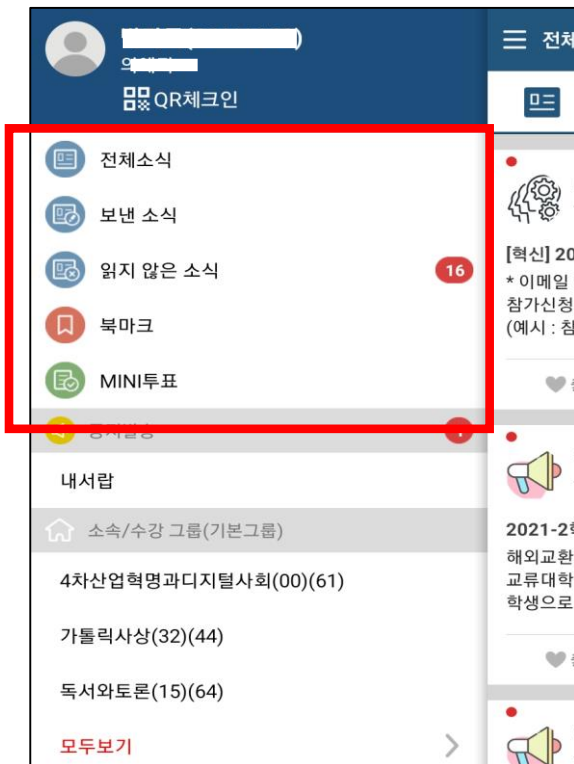 QR체크인
전체소식
보낸 소식
읽지 않은 소식 16
북마크
MINI투표
내서랍
소속/수강 그룹(기본그룹)
4차산업혁명과디지털사회(00)(61)
가톨릭사상(32)(44)
독서와토론(15)(64)
모두보기
전체
[혁신] 20
* 이메일
참가신청
(예시 : 참
2021-2학
해외교환
교류대학
학생으로